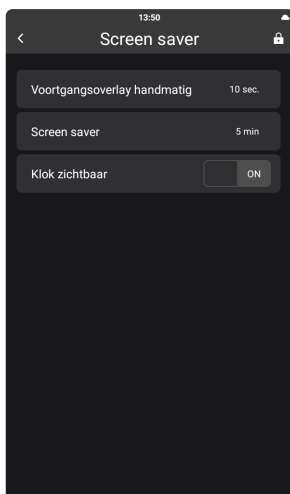 13:50
Screen saver
Voortgangsoverlay handmatig 10 sec.
Screen saver 5 min
Klok zichtbaar ON